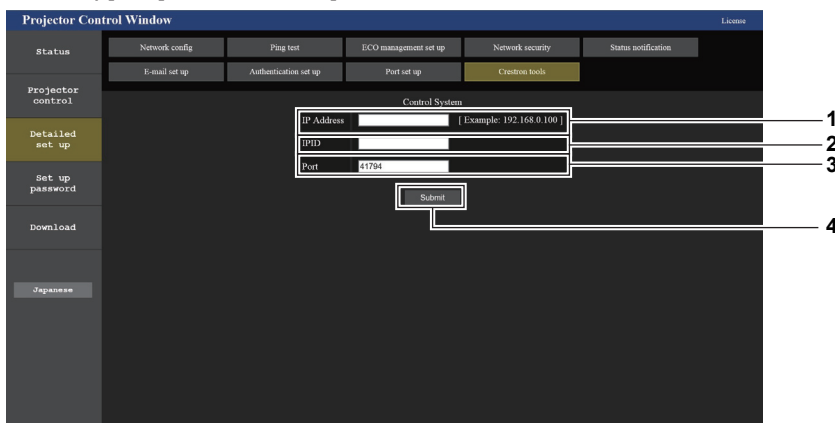 Projector Control Window License
Status
Network config Ping test ECO management set up Network security Status notification
E-mail set up Authentication set up Port set up Crestron tools
Projector
control
Control System
IP Address [ Example: 192.168.0.100 ] 1
Detailed
set up
IPID 2
Port 41794 3
Set up
password
Submit
Download 4
Japanese